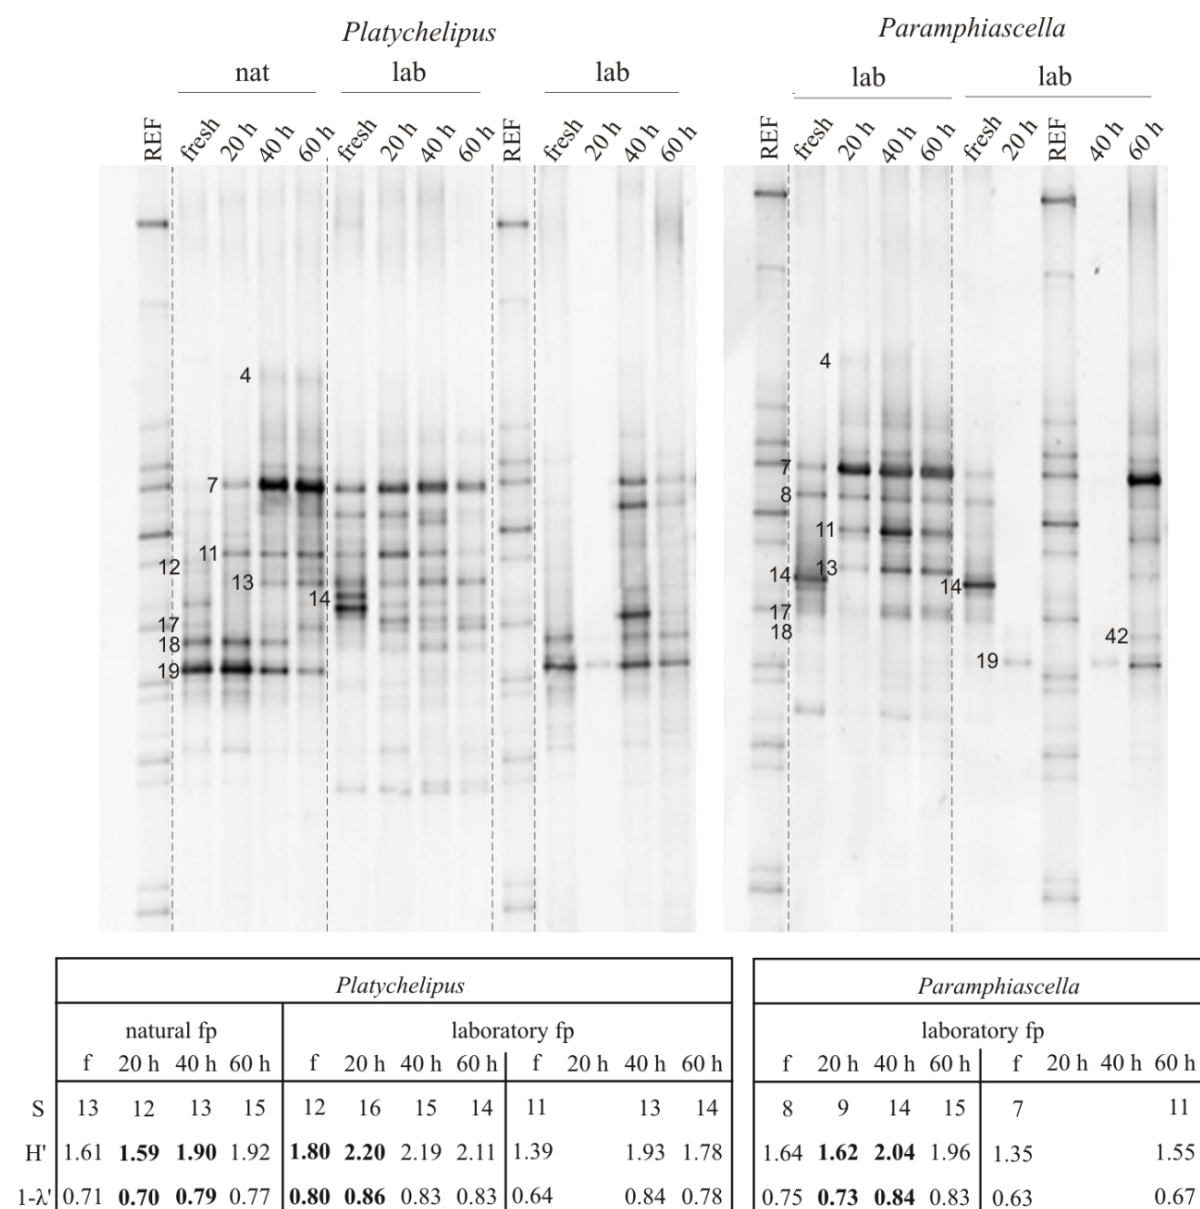 Platychelipus Paramphiascella
nat lab lab lab lab
REF fresh 20 h 40 h 60 h fresh 20 h 40 h 60 h REF fresh 20 h 40 h 60 h REF fresh 20 h 40 h 60 h fresh 20 h REF 40 h 60 h
4 4
7 7
8
11 11
12
13 13
14 14 14
17 17
18 18
19 19
42
Platychelipus Paramphiascella
natural fp laboratory fp laboratory fp
f 20 h 40 h 60 h f 20 h 40 h 60 h f 20 h 40 h 60 h f 20 h 40 h 60 h f 20 h 40 h 60 h
S 13 12 13 15 12 16 15 14 11 13 14 8 9 14 15 7 11
H' 1.61 1.59 1.90 1.92 1.80 2.20 2.19 2.11 1.39 1.93 1.78 1.64 1.62 2.04 1.96 1.35 1.55
1-λ' 0.71 0.70 0.79 0.77 0.80 0.86 0.83 0.83 0.64 0.84 0.78 0.75 0.73 0.84 0.83 0.63 0.67